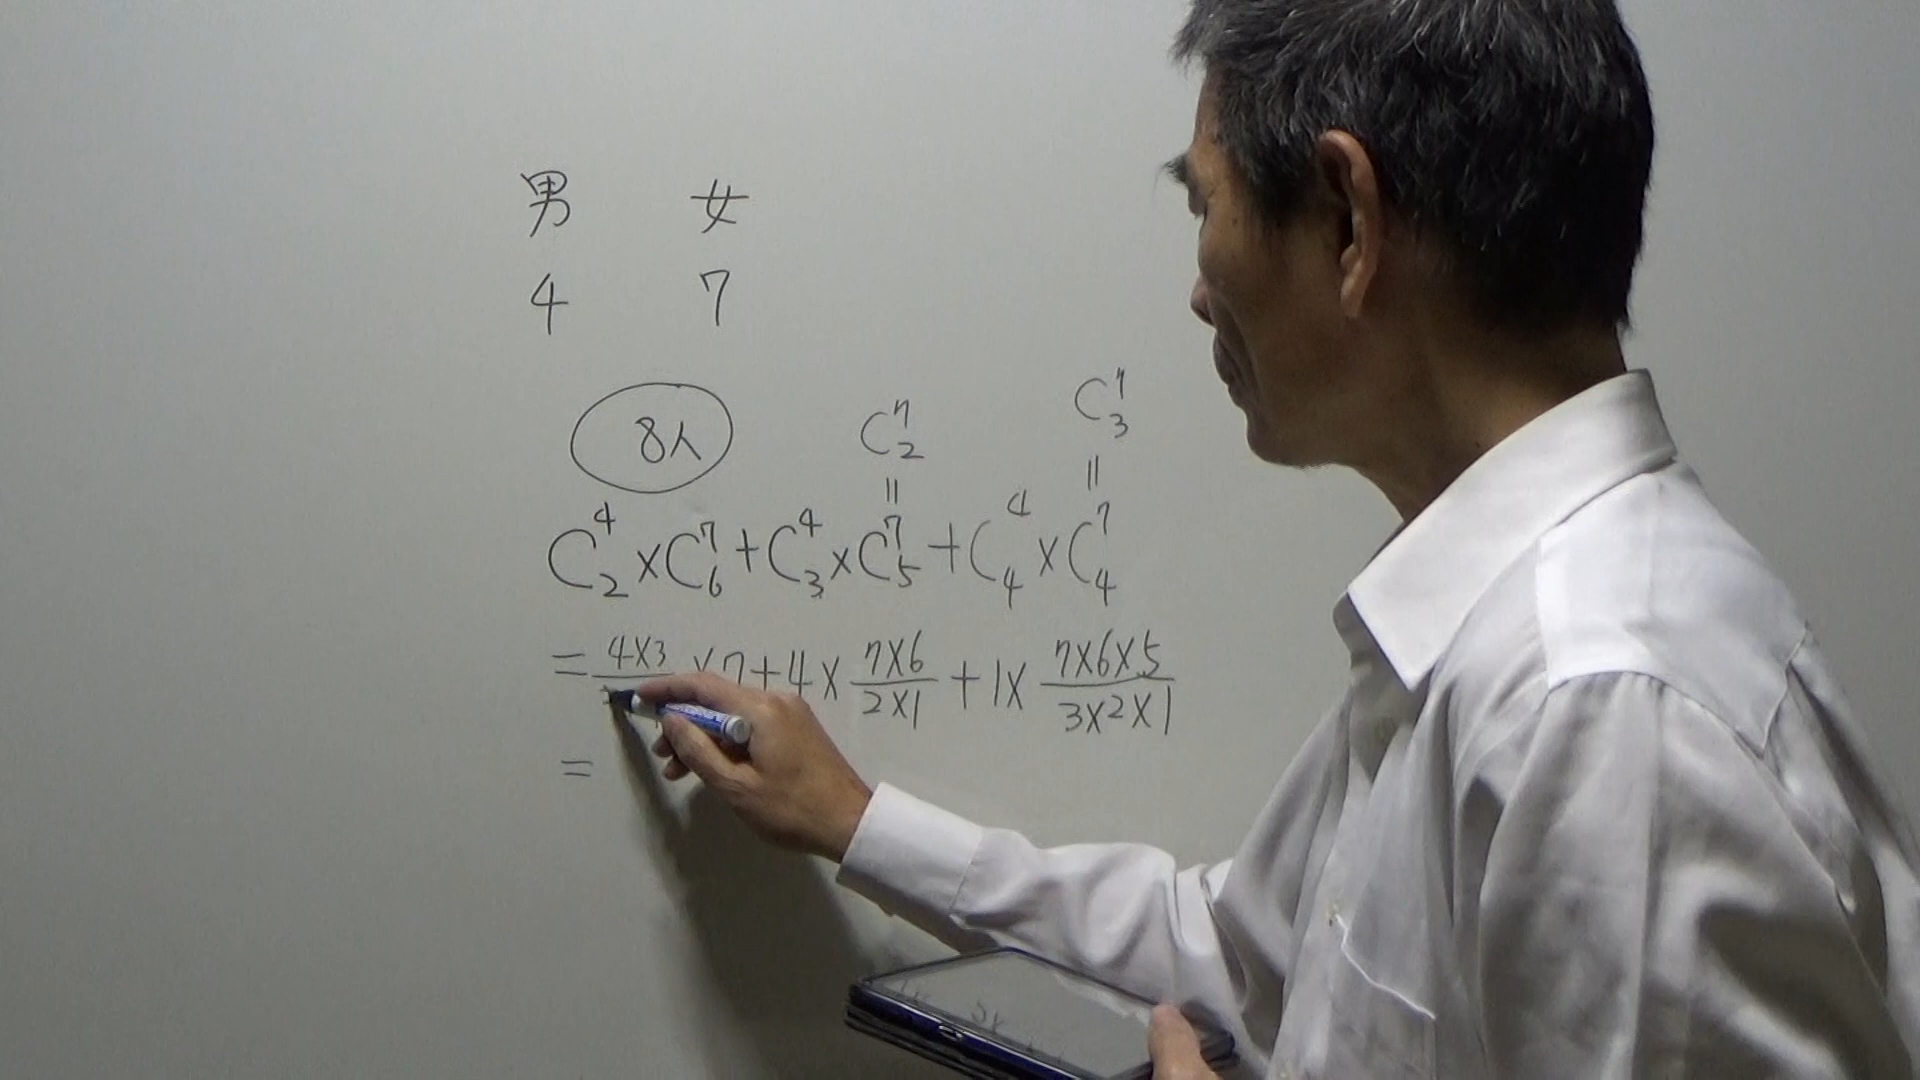 男 女
4 7
8人
C⁷₂ C⁷₃
॥ ॥
C⁴₂×C⁷₆+C⁴₃×C⁷₅+C⁴₄×C⁷₄
=4×3/ ×7+4×7×6/2×1+1×7×6×5/3×2×1
=